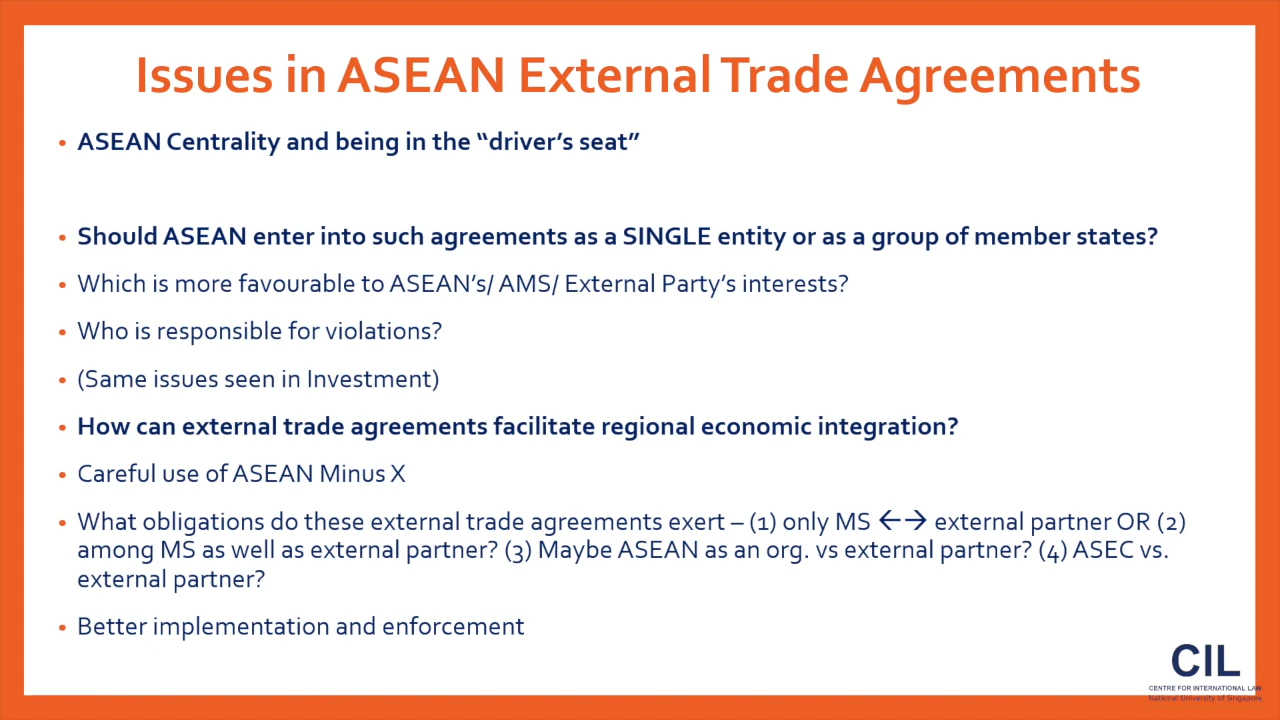 Issues in ASEAN External Trade Agreements
• ASEAN Centrality and being in the “driver’s seat”
• Should ASEAN enter into such agreements as a SINGLE entity or as a group of member states?
• Which is more favourable to ASEAN’s/ AMS/ External Party’s interests?
• Who is responsible for violations?
• (Same issues seen in Investment)
• How can external trade agreements facilitate regional economic integration?
• Careful use of ASEAN Minus X
• What obligations do these external trade agreements exert – (1) only MS ←→ external partner OR (2)
among MS as well as external partner? (3) Maybe ASEAN as an org. vs external partner? (4) ASEC vs.
external partner?
• Better implementation and enforcement
CIL
CENTRE FOR INTERNATIONAL LAW
National University of Singapore